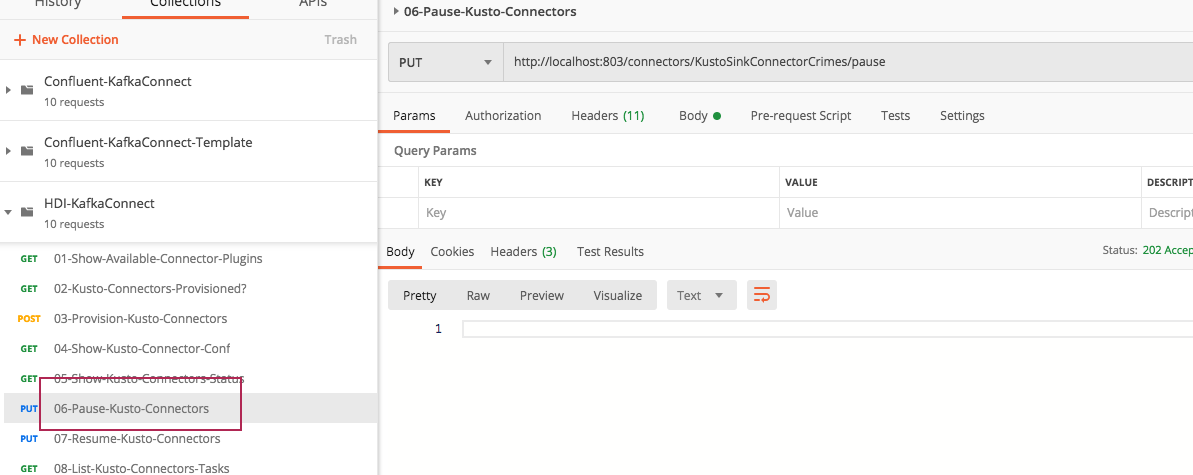 History Collections APIs
+ New Collection Trash
Confluent-KafkaConnect
10 requests
Confluent-KafkaConnect-Template
10 requests
HDI-KafkaConnect
10 requests
GET 01-Show-Available-Connector-Plugins
GET 02-Kusto-Connectors-Provisioned?
POST 03-Provision-Kusto-Connectors
GET 04-Show-Kusto-Connector-Conf
GET 05-Show-Kusto-Connectors-Status
PUT 06-Pause-Kusto-Connectors
PUT 07-Resume-Kusto-Connectors
GET 08-List-Kusto-Connectors-Tasks
06-Pause-Kusto-Connectors
PUT http://localhost:803/connectors/KustoSinkConnectorCrimes/pause
Params Authorization Headers (11) Body Pre-request Script Tests Settings
Query Params
KEY VALUE DESCRIPT
Key Value Descript
Body Cookies Headers (3) Test Results Status: 202 Accep
Pretty Raw Preview Visualize Text
1